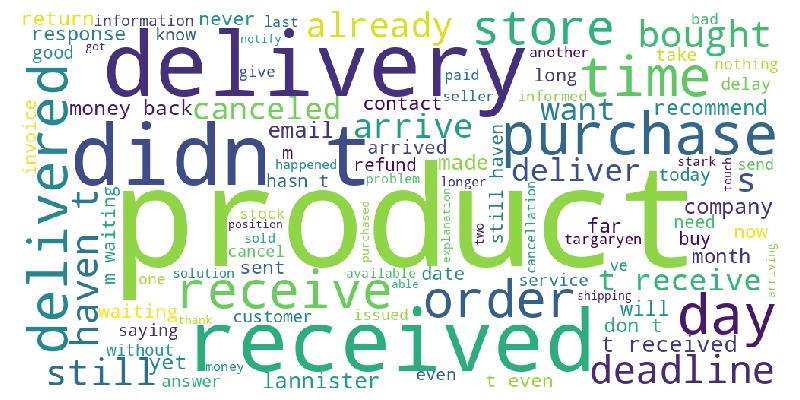 return
information
never
last
already
store
bought
bad
response
know
notify
another
take
nothing
good
got
delivery
give
paid
long
time
delay
seller
informed
money back
canceled
contact
want
recommend
invoice
delivered
email
arrive
purchase
didn t
m
happened
arrived
refund
made
still haven
deliver
stark
touch
send
today
s
hasn t
problem
longer
haven t
m waiting
product
stock
position
purchased
explanation
two
cancellation
far
targaryen
need
buy
company
now
sold
cancel
month
one
solution
sent
available
able
date
service
ve
t receive
arriving
receive
order
shipping
waiting
thank
customer
issued
will
day
saying
received
don t
t received
without
yet
still
answer
money
lannister
even
t even
deadline